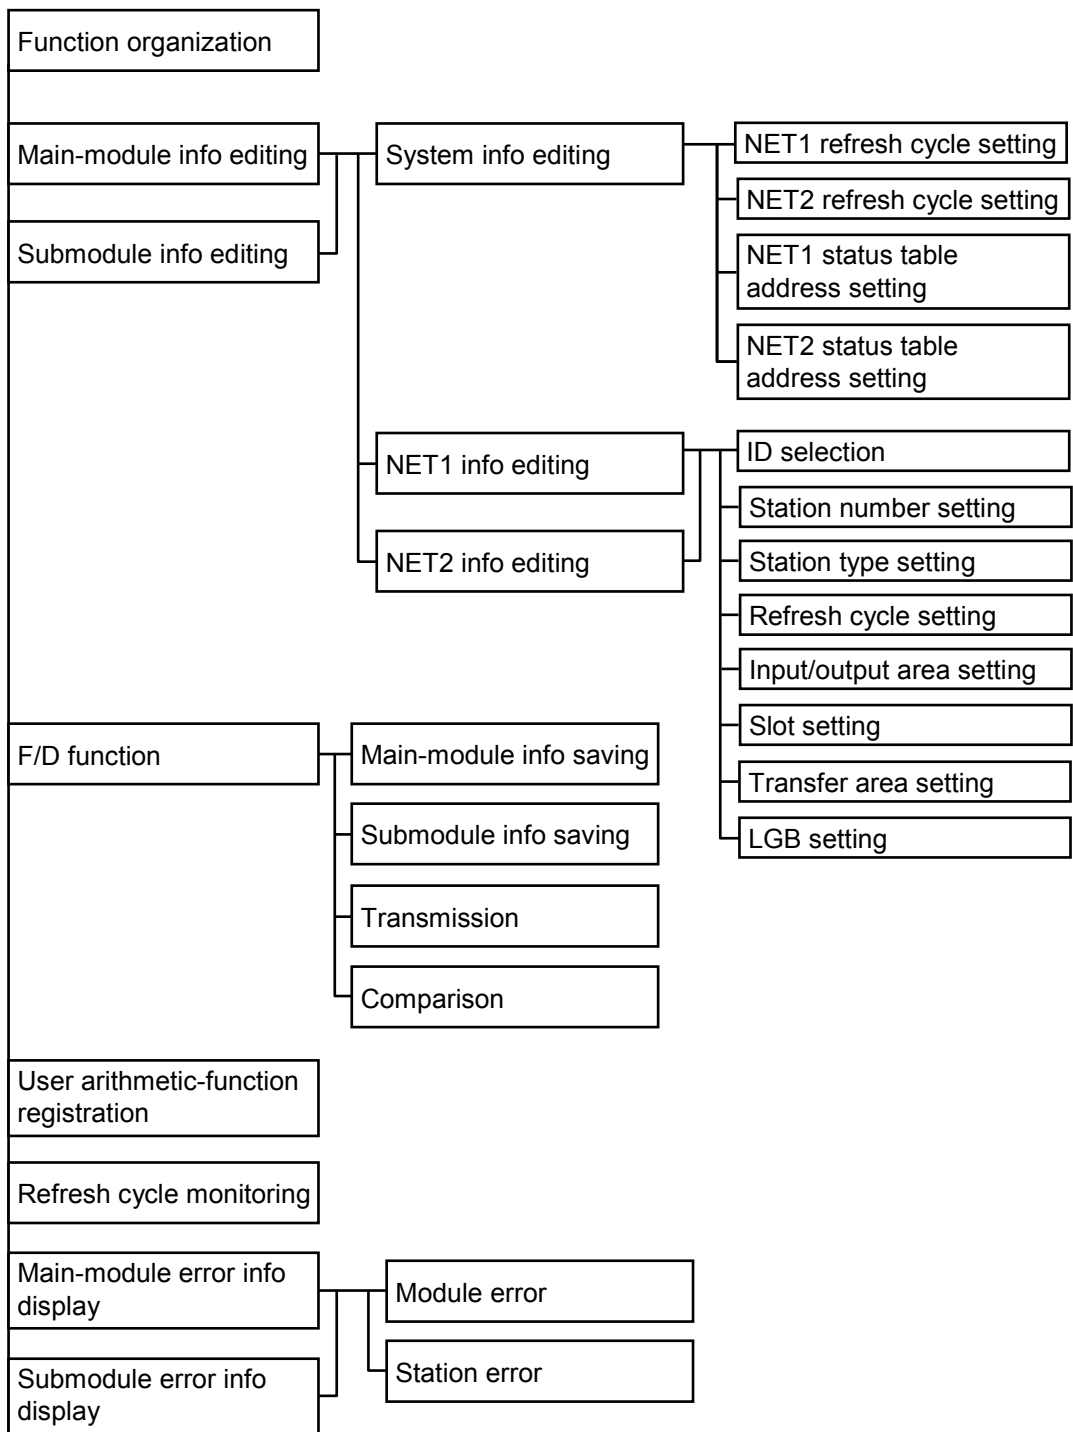 Function organization
Main-module info editing
System info editing
NET1 refresh cycle setting
NET2 refresh cycle setting
Submodule info editing
NET1 status table
address setting
NET2 status table
address setting
NET1 info editing
ID selection
Station number setting
NET2 info editing
Station type setting
Refresh cycle setting
Input/output area setting
Slot setting
Transfer area setting
LGB setting
F/D function
Main-module info saving
Submodule info saving
Transmission
Comparison
User arithmetic-function
registration
Refresh cycle monitoring
Main-module error info
display
Module error
Station error
Submodule error info
display